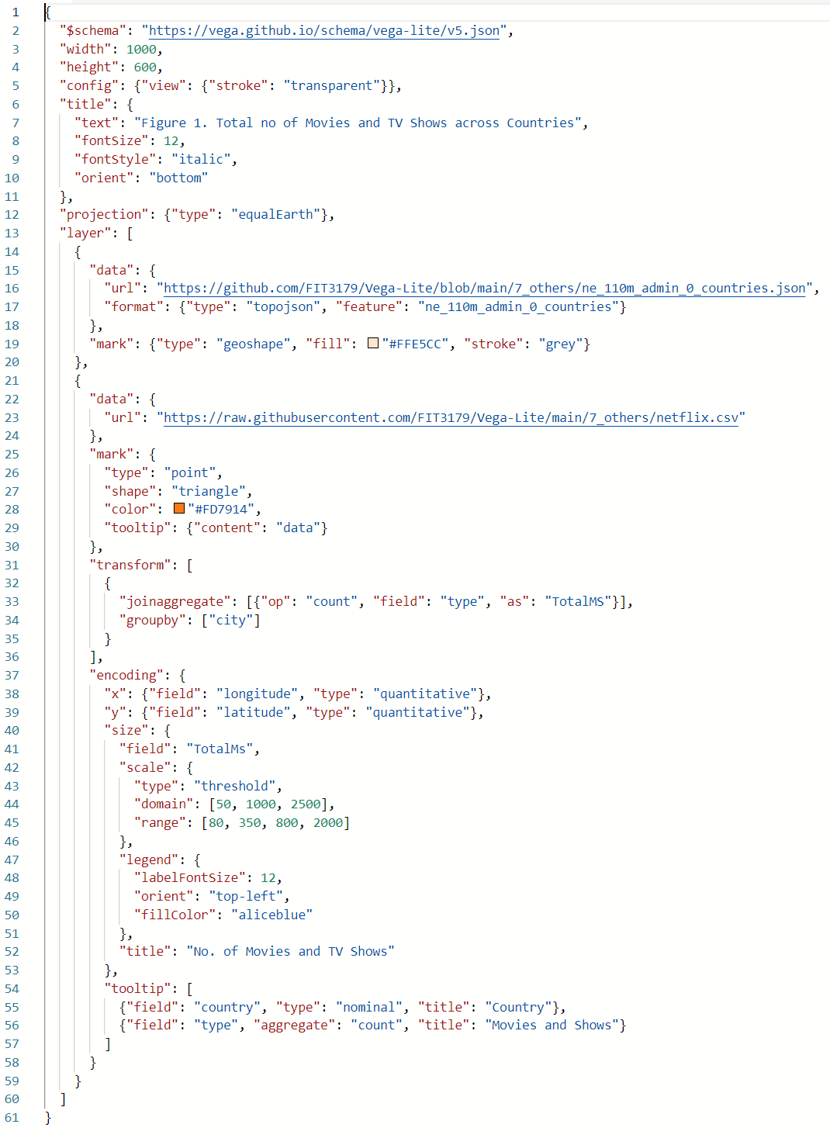 1 {
2 "$schema": "https://vega.github.io/schema/vega-lite/v5.json",
3 "width": 1000,
4 "height": 600,
5 "config": {"view": {"stroke": "transparent"}},
6 "title": {
7 "text": "Figure 1. Total no of Movies and TV Shows across Countries",
8 "fontSize": 12,
9 "fontStyle": "italic",
10 "orient": "bottom"
11 },
12 "projection": {"type": "equalEarth"},
13 "layer": [
14 {
15 "data": {
16 "url": "https://github.com/FIT3179/Vega-Lite/blob/main/7_others/ne_110m_admin_0_countries.json",
17 "format": {"type": "topojson", "feature": "ne_110m_admin_0_countries"}
18 },
19 "mark": {"type": "geoshape", "fill": "#FFE5CC", "stroke": "grey"}
20 },
21 {
22 "data": {
23 "url": "https://raw.githubusercontent.com/FIT3179/Vega-Lite/main/7_others/netflix.csv"
24 },
25 "mark": {
26 "type": "point",
27 "shape": "triangle",
28 "color": "#FD7914",
29 "tooltip": {"content": "data"}
30 },
31 "transform": [
32 {
33 "joinaggregate": [{"op": "count", "field": "type", "as": "TotalMS"}],
34 "groupby": ["city"]
35 }
36 ],
37 "encoding": {
38 "x": {"field": "longitude", "type": "quantitative"},
39 "y": {"field": "latitude", "type": "quantitative"},
40 "size": {
41 "field": "TotalMs",
42 "scale": {
43 "type": "threshold",
44 "domain": [50, 1000, 2500],
45 "range": [80, 350, 800, 2000]
46 },
47 "legend": {
48 "labelFontSize": 12,
49 "orient": "top-left",
50 "fillColor": "aliceblue"
51 },
52 "title": "No. of Movies and TV Shows"
53 },
54 "tooltip": [
55 {"field": "country", "type": "nominal", "title": "Country"},
56 {"field": "type", "aggregate": "count", "title": "Movies and Shows"}
57 ]
58 }
59 }
60 ]
61 }